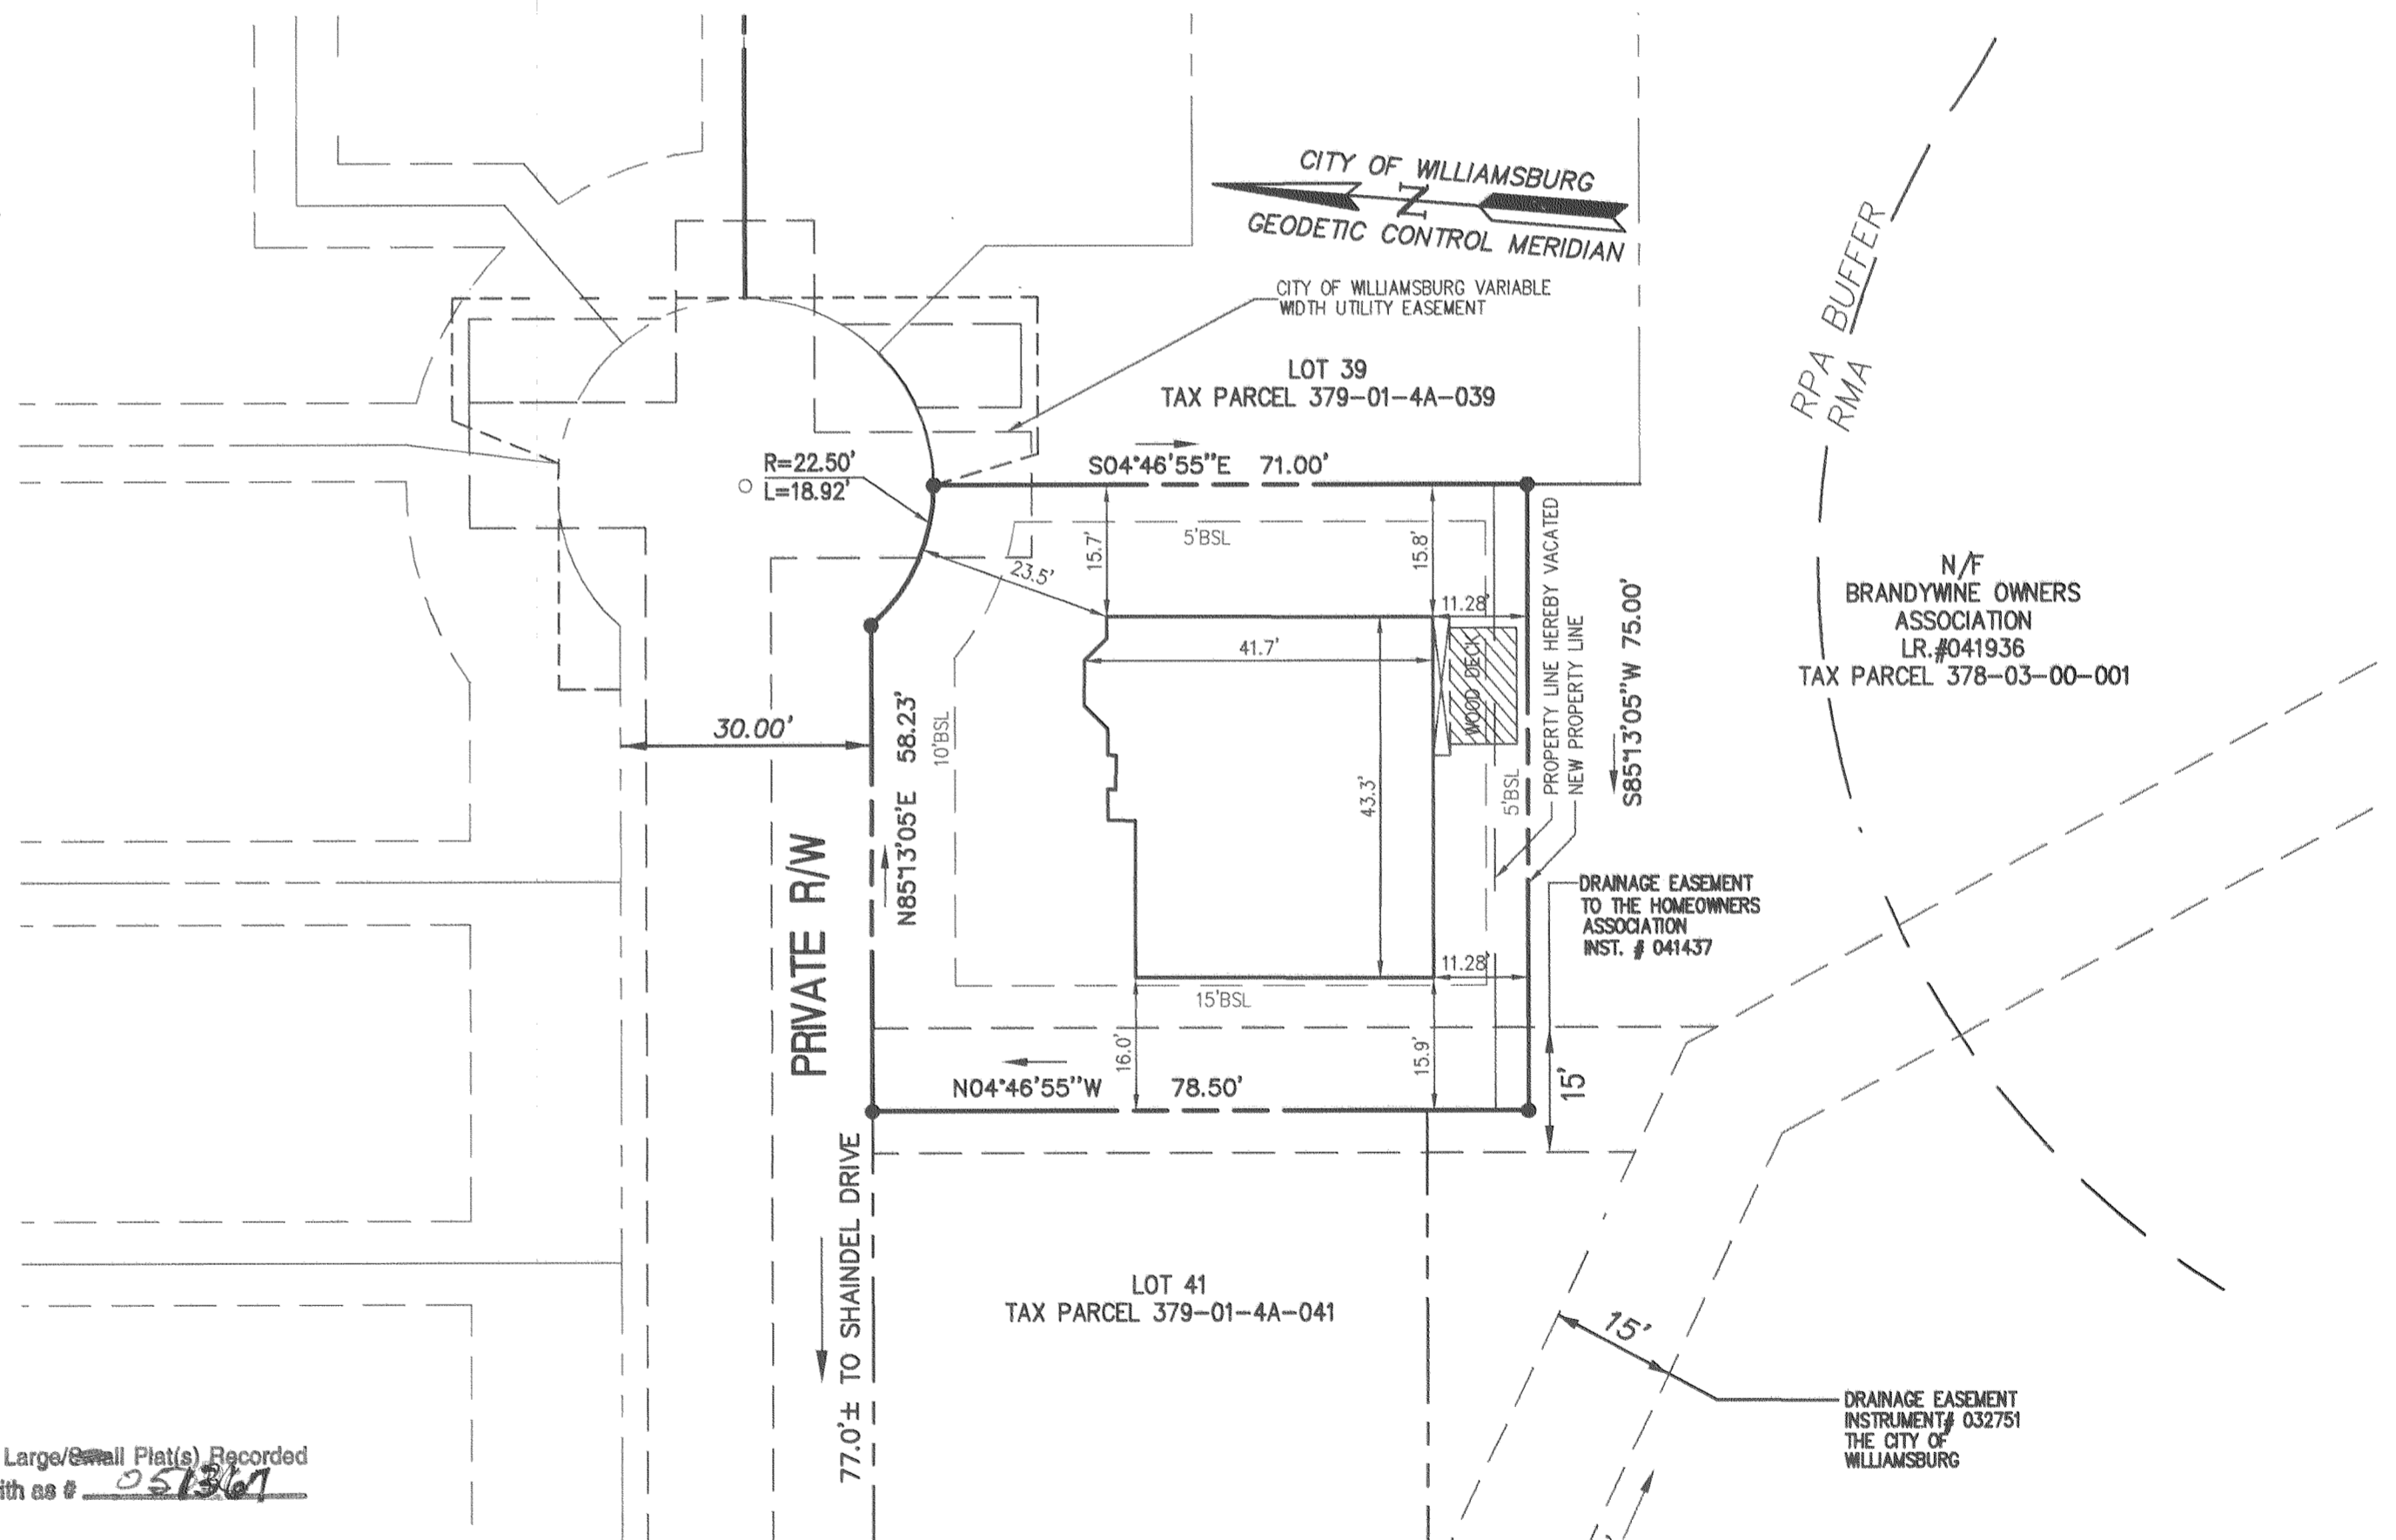 CITY OF WILLIAMSBURG
N
GEODETIC CONTROL MERIDIAN
CITY OF WILLIAMSBURG VARIABLE
WIDTH UTILITY EASEMENT
RPA BUFFER
RMA
LOT 39
TAX PARCEL 379-01-4A-039
R=22.50'
L=18.92'
S04°46'55"E 71.00'
5'BSL
15.7'
15.8'
23.5'
11.28'
41.7'
WOOD DECK
PROPERTY LINE HEREBY VACATED
NEW PROPERTY LINE
S85°13'05"W 75.00'
N/F
BRANDYWINE OWNERS
ASSOCIATION
LR.#041936
TAX PARCEL 378-03-00-001
30.00'
10'BSL
N85°13'05'E 58.23'
43.3'
5'BSL
PRIVATE R/W
DRAINAGE EASEMENT
TO THE HOMEOWNERS
ASSOCIATION
INST. # 041437
11.28'
15'BSL
16.0'
15.9'
N04°46'55"W 78.50'
15'
77.0'± TO SHAINDEL DRIVE
LOT 41
TAX PARCEL 379-01-4A-041
15'
DRAINAGE EASEMENT
INSTRUMENT# 032751
THE CITY OF
WILLIAMSBURG
Large/Small Plat(s) Recorded
ith as # 051367